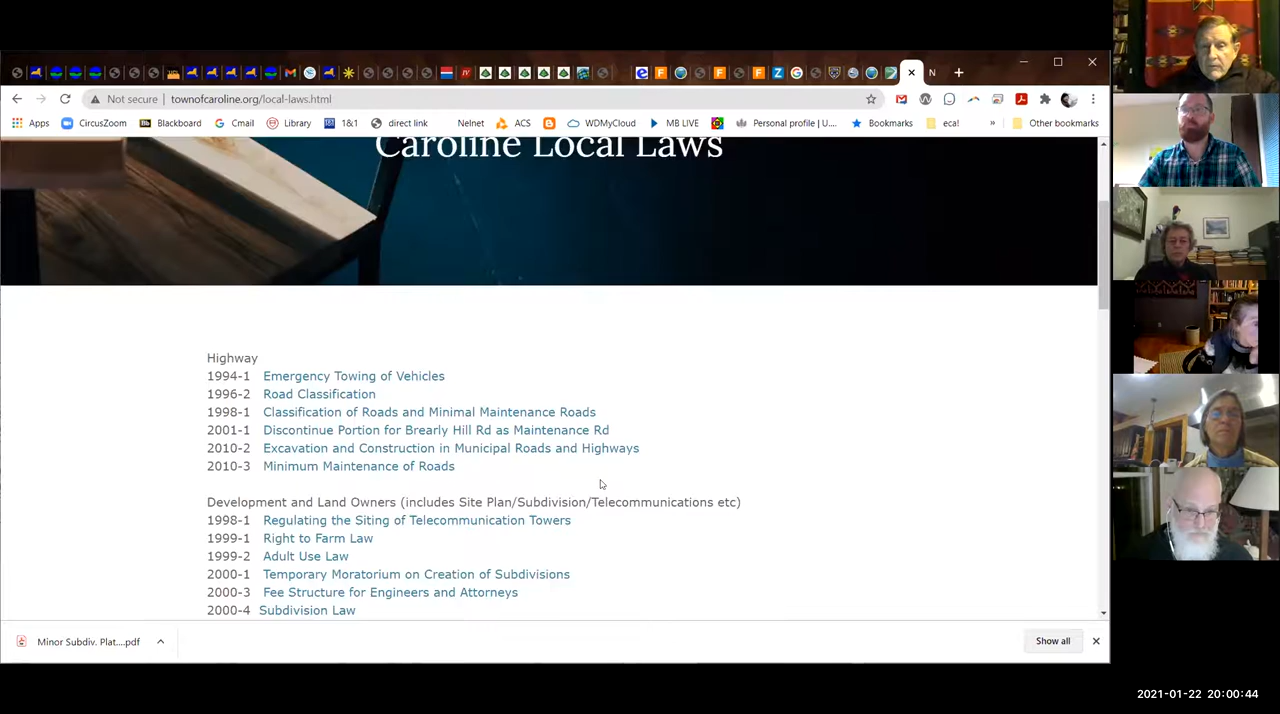 Not secure townofcaroline.org/local-laws.html
Apps CircusZoom Blackboard Gmail Library 1&1 direct link Nelnet ACS WDMyCloud MB LIVE Personal profile | U.... Bookmarks eca! » Other bookmarks
Caroline Local Laws
Highway
1994-1 Emergency Towing of Vehicles
1996-2 Road Classification
1998-1 Classification of Roads and Minimal Maintenance Roads
2001-1 Discontinue Portion for Brearly Hill Rd as Maintenance Rd
2010-2 Excavation and Construction in Municipal Roads and Highways
2010-3 Minimum Maintenance of Roads
Development and Land Owners (includes Site Plan/Subdivision/Telecommunications etc)
1998-1 Regulating the Siting of Telecommunication Towers
1999-1 Right to Farm Law
1999-2 Adult Use Law
2000-1 Temporary Moratorium on Creation of Subdivisions
2000-3 Fee Structure for Engineers and Attorneys
2000-4 Subdivision Law
Minor Subdiv. Plat....pdf
Show all
2021-01-22 20:00:44